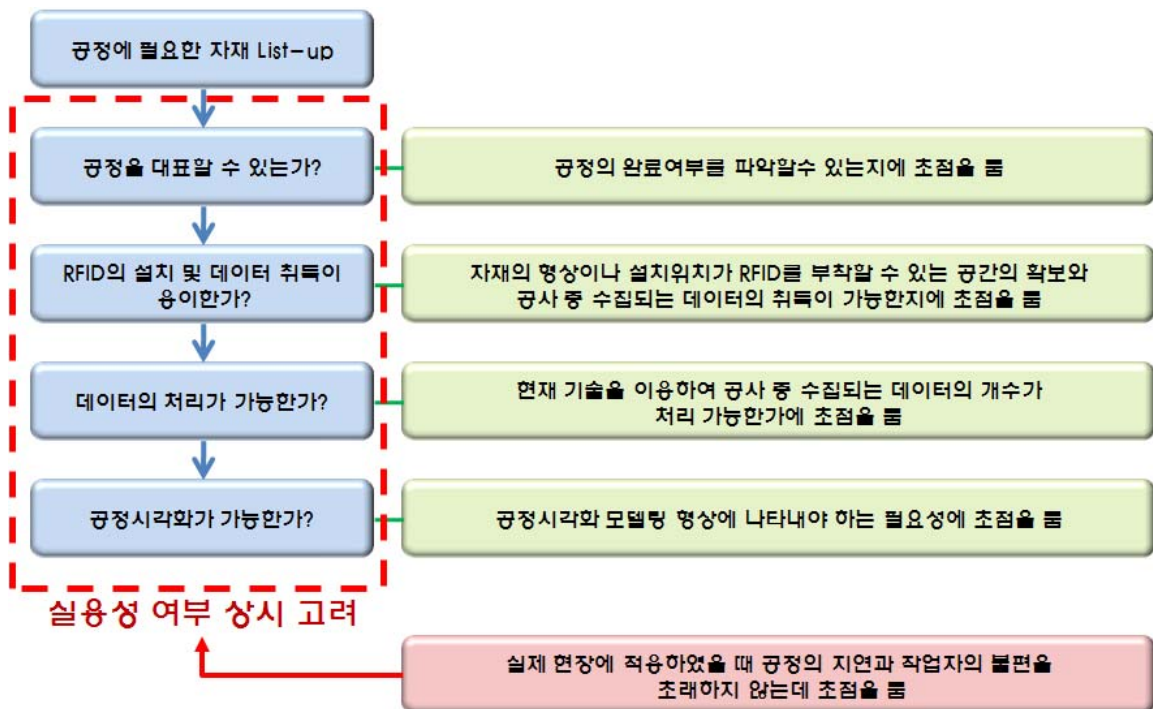 공정에 필요한 자재 List-up
공정을 대표할 수 있는가?
공정의 완료여부를 파악할수 있는지에 초점을 둠
RFID의 설치 및 데이터 취득이
용이한가?
자재의 형상이나 설치위치가 RFID를 부착할 수 있는 공간의 확보와
공사 중 수집되는 데이터의 취득이 가능한지에 초점을 둠
데이터의 처리가 가능한가?
현재 기술을 이용하여 공사 중 수집되는 데이터의 개수가
처리 가능한가에 초점을 둠
공정시각화가 가능한가?
공정시각화 모델링 형상에 나타내야 하는 필요성에 초점을 둠
실용성 여부 상시 고려
실제 현장에 적용하였을 때 공정의 지연과 작업자의 불편을
초래하지 않는데 초점을 둠